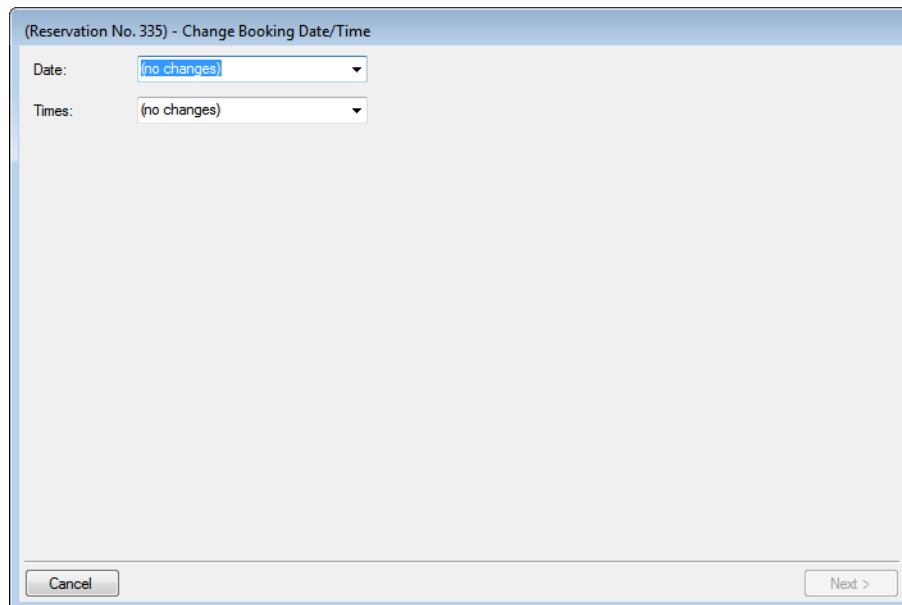 (Reservation No. 335) - Change Booking Date/Time
Date: (no changes)
Times: (no changes)
Cancel Next >